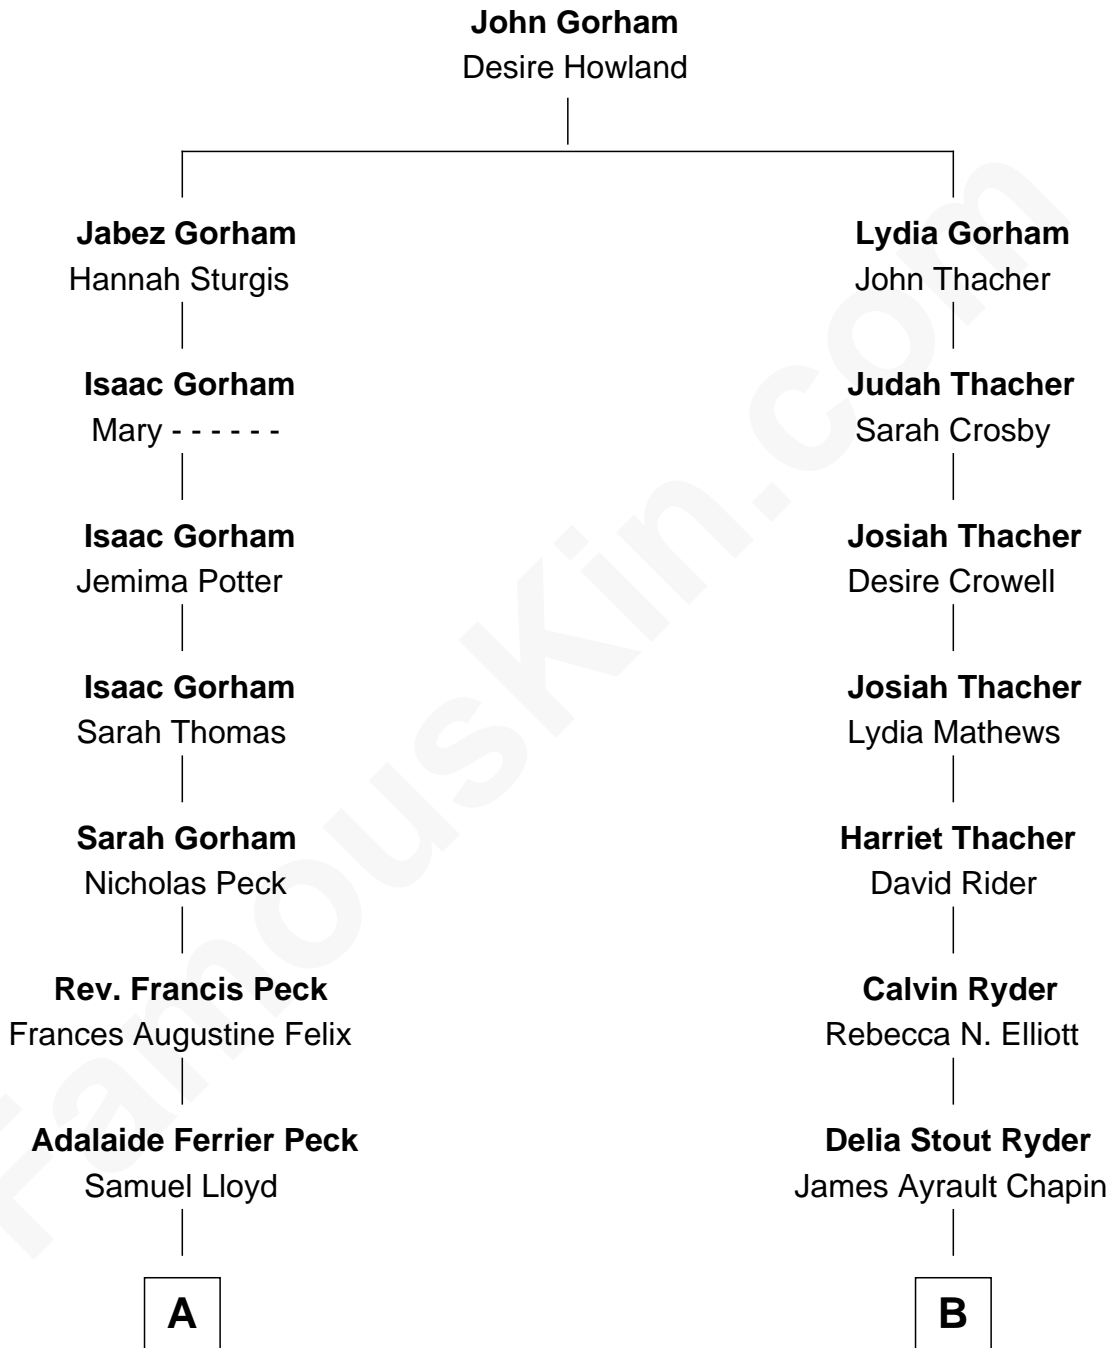 John Gorham
Desire Howland
Jabez Gorham
Hannah Sturgis
Lydia Gorham
John Thacher
Isaac Gorham
Mary - - - - - -
Judah Thacher
Sarah Crosby
Isaac Gorham
Jemima Potter
Josiah Thacher
Desire Crowell
Isaac Gorham
Sarah Thomas
Josiah Thacher
Lydia Mathews
Sarah Gorham
Nicholas Peck
Harriet Thacher
David Rider
Rev. Francis Peck
Frances Augustine Felix
Calvin Ryder
Rebecca N. Elliott
Adalaide Ferrier Peck
Samuel Lloyd
Delia Stout Ryder
James Ayrault Chapin
A
B
FamousKin.com